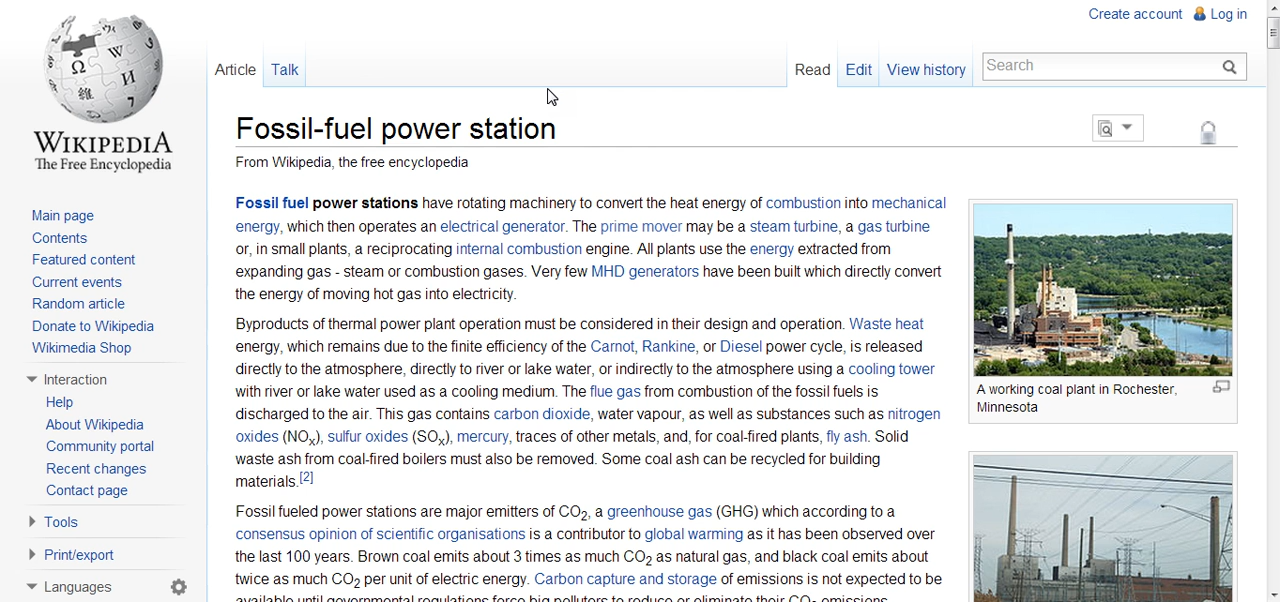 Create account Log in
Article Talk Read Edit View history Search
WIKIPEDIA
The Free Encyclopedia
Main page
Contents
Featured content
Current events
Random article
Donate to Wikipedia
Wikimedia Shop
Interaction
Help
About Wikipedia
Community portal
Recent changes
Contact page
Tools
Print/export
Languages
Fossil-fuel power station
From Wikipedia, the free encyclopedia
Fossil fuel power stations have rotating machinery to convert the heat energy of combustion into mechanical
energy, which then operates an electrical generator. The prime mover may be a steam turbine, a gas turbine
or, in small plants, a reciprocating internal combustion engine. All plants use the energy extracted from
expanding gas - steam or combustion gases. Very few MHD generators have been built which directly convert
the energy of moving hot gas into electricity.
Byproducts of thermal power plant operation must be considered in their design and operation. Waste heat
energy, which remains due to the finite efficiency of the Carnot, Rankine, or Diesel power cycle, is released
directly to the atmosphere, directly to river or lake water, or indirectly to the atmosphere using a cooling tower
with river or lake water used as a cooling medium. The flue gas from combustion of the fossil fuels is
discharged to the air. This gas contains carbon dioxide, water vapour, as well as substances such as nitrogen
oxides (NOx), sulfur oxides (SOx), mercury, traces of other metals, and, for coal-fired plants, fly ash. Solid
waste ash from coal-fired boilers must also be removed. Some coal ash can be recycled for building
materials.[2]
Fossil fueled power stations are major emitters of CO2, a greenhouse gas (GHG) which according to a
consensus opinion of scientific organisations is a contributor to global warming as it has been observed over
the last 100 years. Brown coal emits about 3 times as much CO2 as natural gas, and black coal emits about
twice as much CO2 per unit of electric energy. Carbon capture and storage of emissions is not expected to be
available until governmental regulations force big polluters to reduce or eliminate their CO2 emissions.
A working coal plant in Rochester,
Minnesota